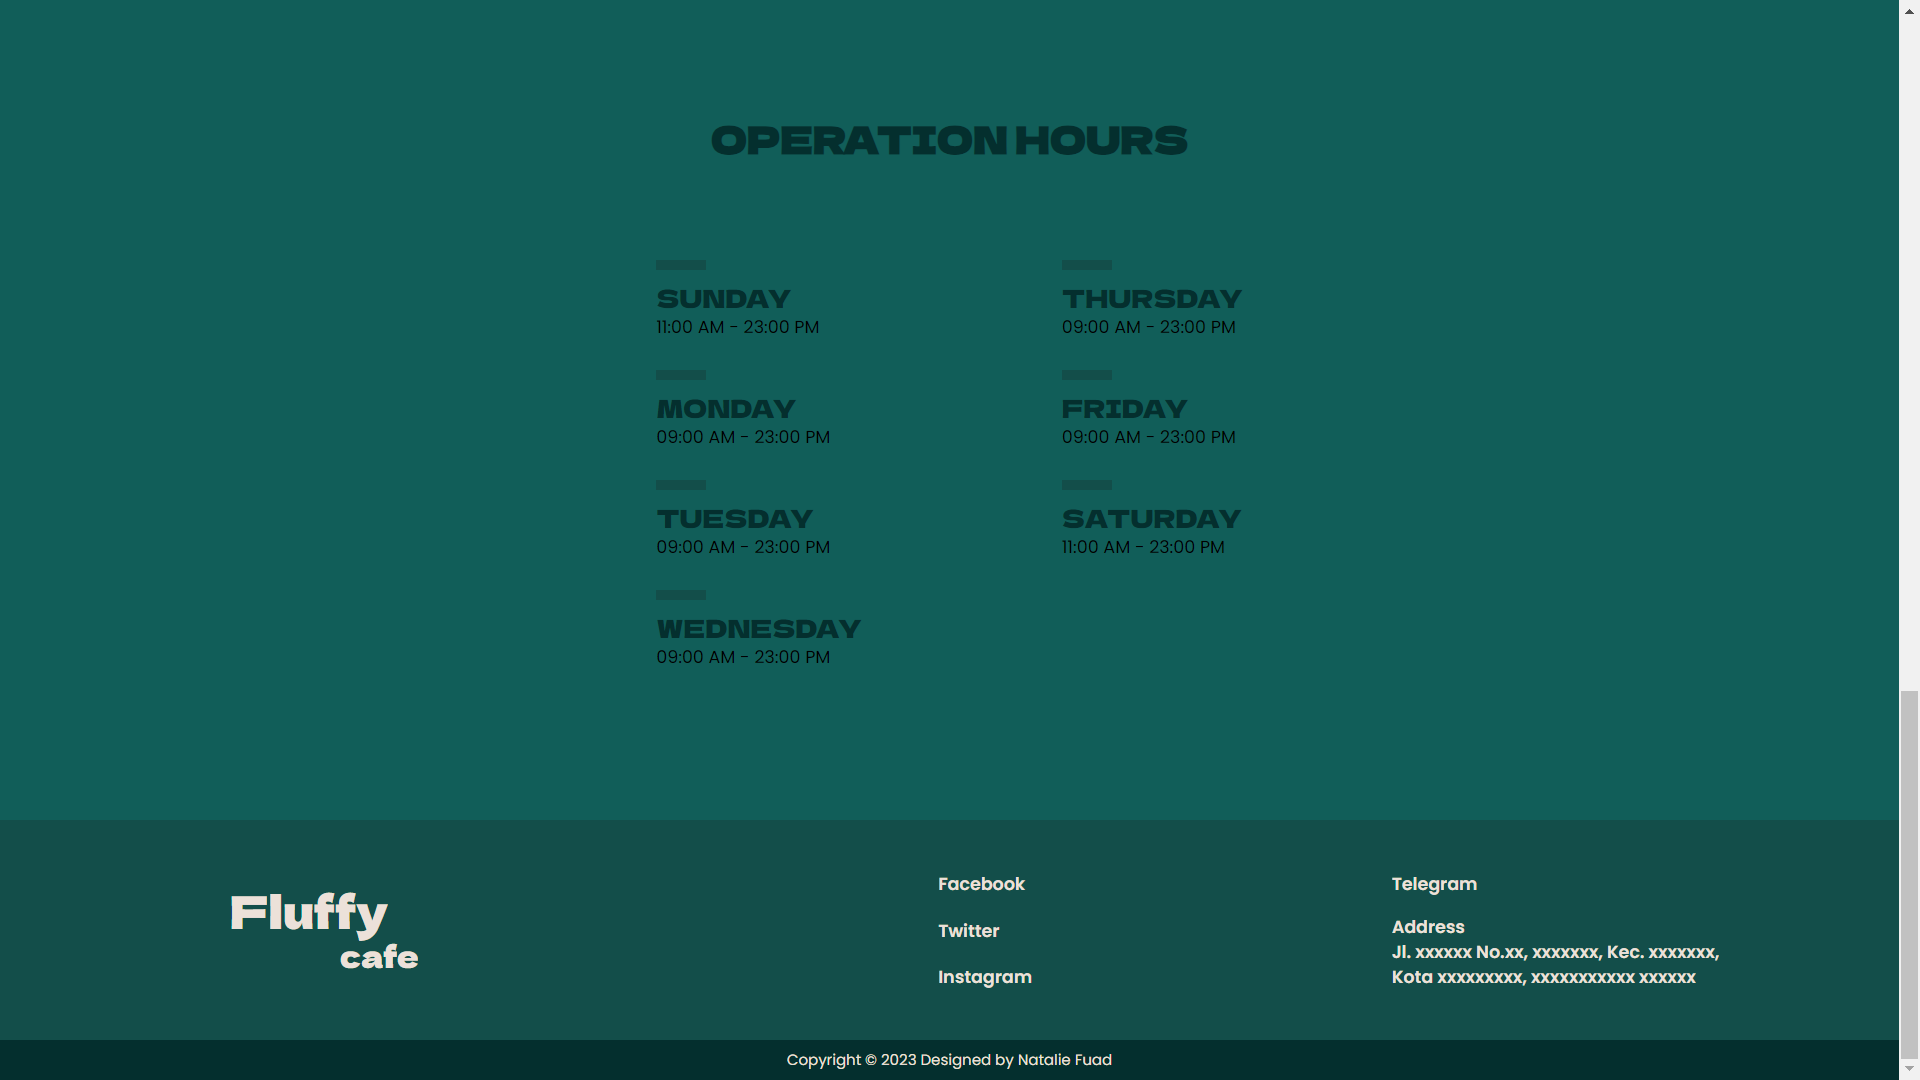 OPERATION HOURS
SUNDAY
11:00 AM - 23:00 PM
MONDAY
09:00 AM - 23:00 PM
TUESDAY
09:00 AM - 23:00 PM
WEDNESDAY
09:00 AM - 23:00 PM
THURSDAY
09:00 AM - 23:00 PM
FRIDAY
09:00 AM - 23:00 PM
SATURDAY
11:00 AM - 23:00 PM
Fluffy
cafe
Facebook
Twitter
Instagram
Telegram
Address
Jl. xxxxxx No.xx, xxxxxxx, Kec. xxxxxxx,
Kota xxxxxxxxx, xxxxxxxxxxx xxxxxx
Copyright © 2023 Designed by Natalie Fuad